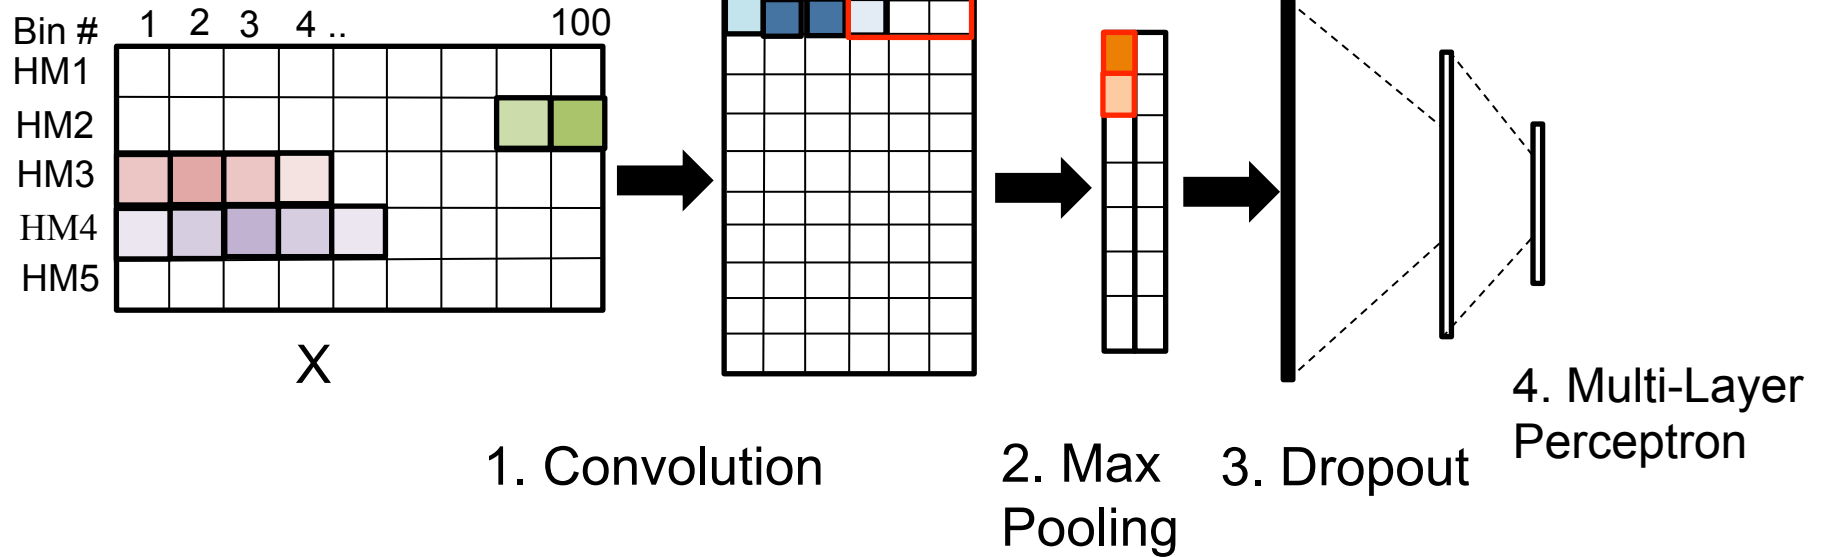 Bin # 1 2 3 4 .. 100
HM1
HM2
HM3
HM4
HM5
X
1. Convolution
2. Max
Pooling
3. Dropout
4. Multi-Layer
Perceptron